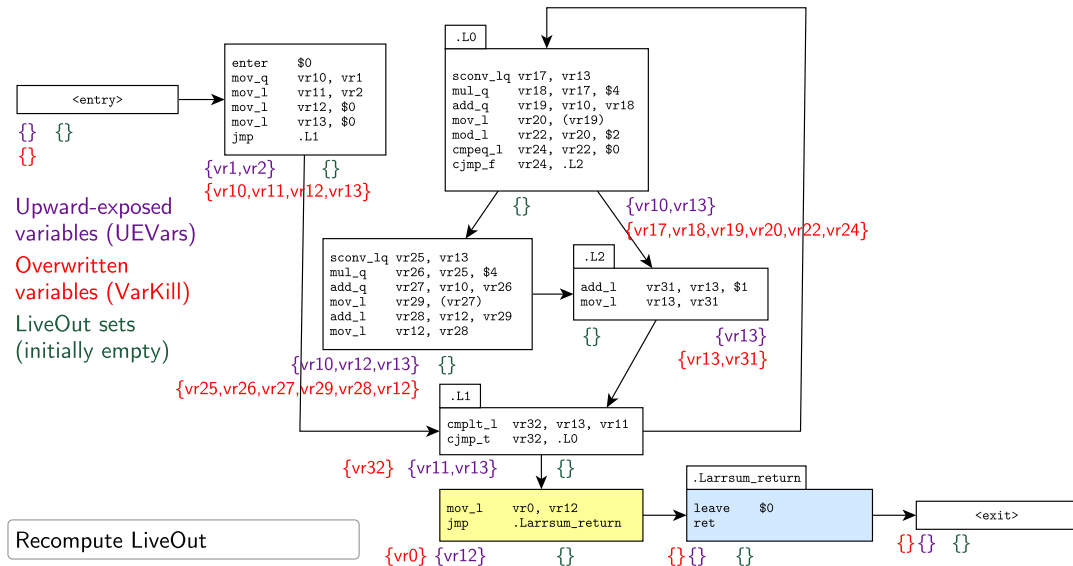 <entry>
{} {}
{}
enter $0
mov_q vr10, vr1
mov_l vr11, vr2
mov_l vr12, $0
mov_l vr13, $0
jmp .L1
{vr1,vr2} {}
{vr10,vr11,vr12,vr13}
.L0
sconv_lq vr17, vr13
mul_q vr18, vr17, $4
add_q vr19, vr10, vr18
mov_l vr20, (vr19)
mod_l vr22, vr20, $2
cmpeq_l vr24, vr22, $0
cjmp_f vr24, .L2
{} {vr10,vr13}
{vr17,vr18,vr19,vr20,vr22,vr24}
Upward-exposed
variables (UEVars)
Overwritten
variables (VarKill)
LiveOut sets
(initially empty)
sconv_lq vr25, vr13
mul_q vr26, vr25, $4
add_q vr27, vr10, vr26
mov_l vr29, (vr27)
add_l vr28, vr12, vr29
mov_l vr12, vr28
{vr10,vr12,vr13} {}
{vr25,vr26,vr27,vr29,vr28,vr12}
.L2
add_l vr31, vr13, $1
mov_l vr13, vr31
{} {vr13}
{vr13,vr31}
.L1
cmplt_l vr32, vr13, vr11
cjmp_t vr32, .L0
{vr32} {vr11,vr13} {}
mov_l vr0, vr12
jmp .Larrsum_return
{vr0} {vr12} {}
.Larrsum_return
leave $0
ret
{} {} {}
<exit>
{} {} {}
Recompute LiveOut